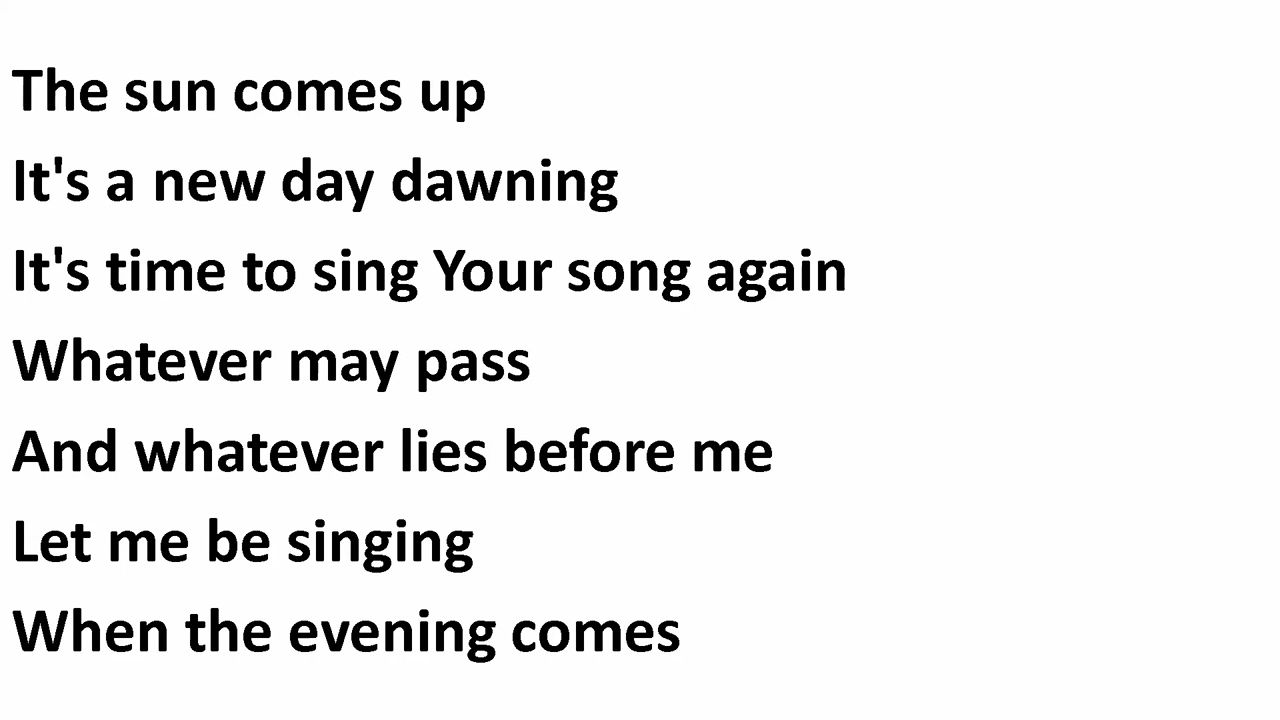 The sun comes up
It's a new day dawning
It's time to sing Your song again
Whatever may pass
And whatever lies before me
Let me be singing
When the evening comes